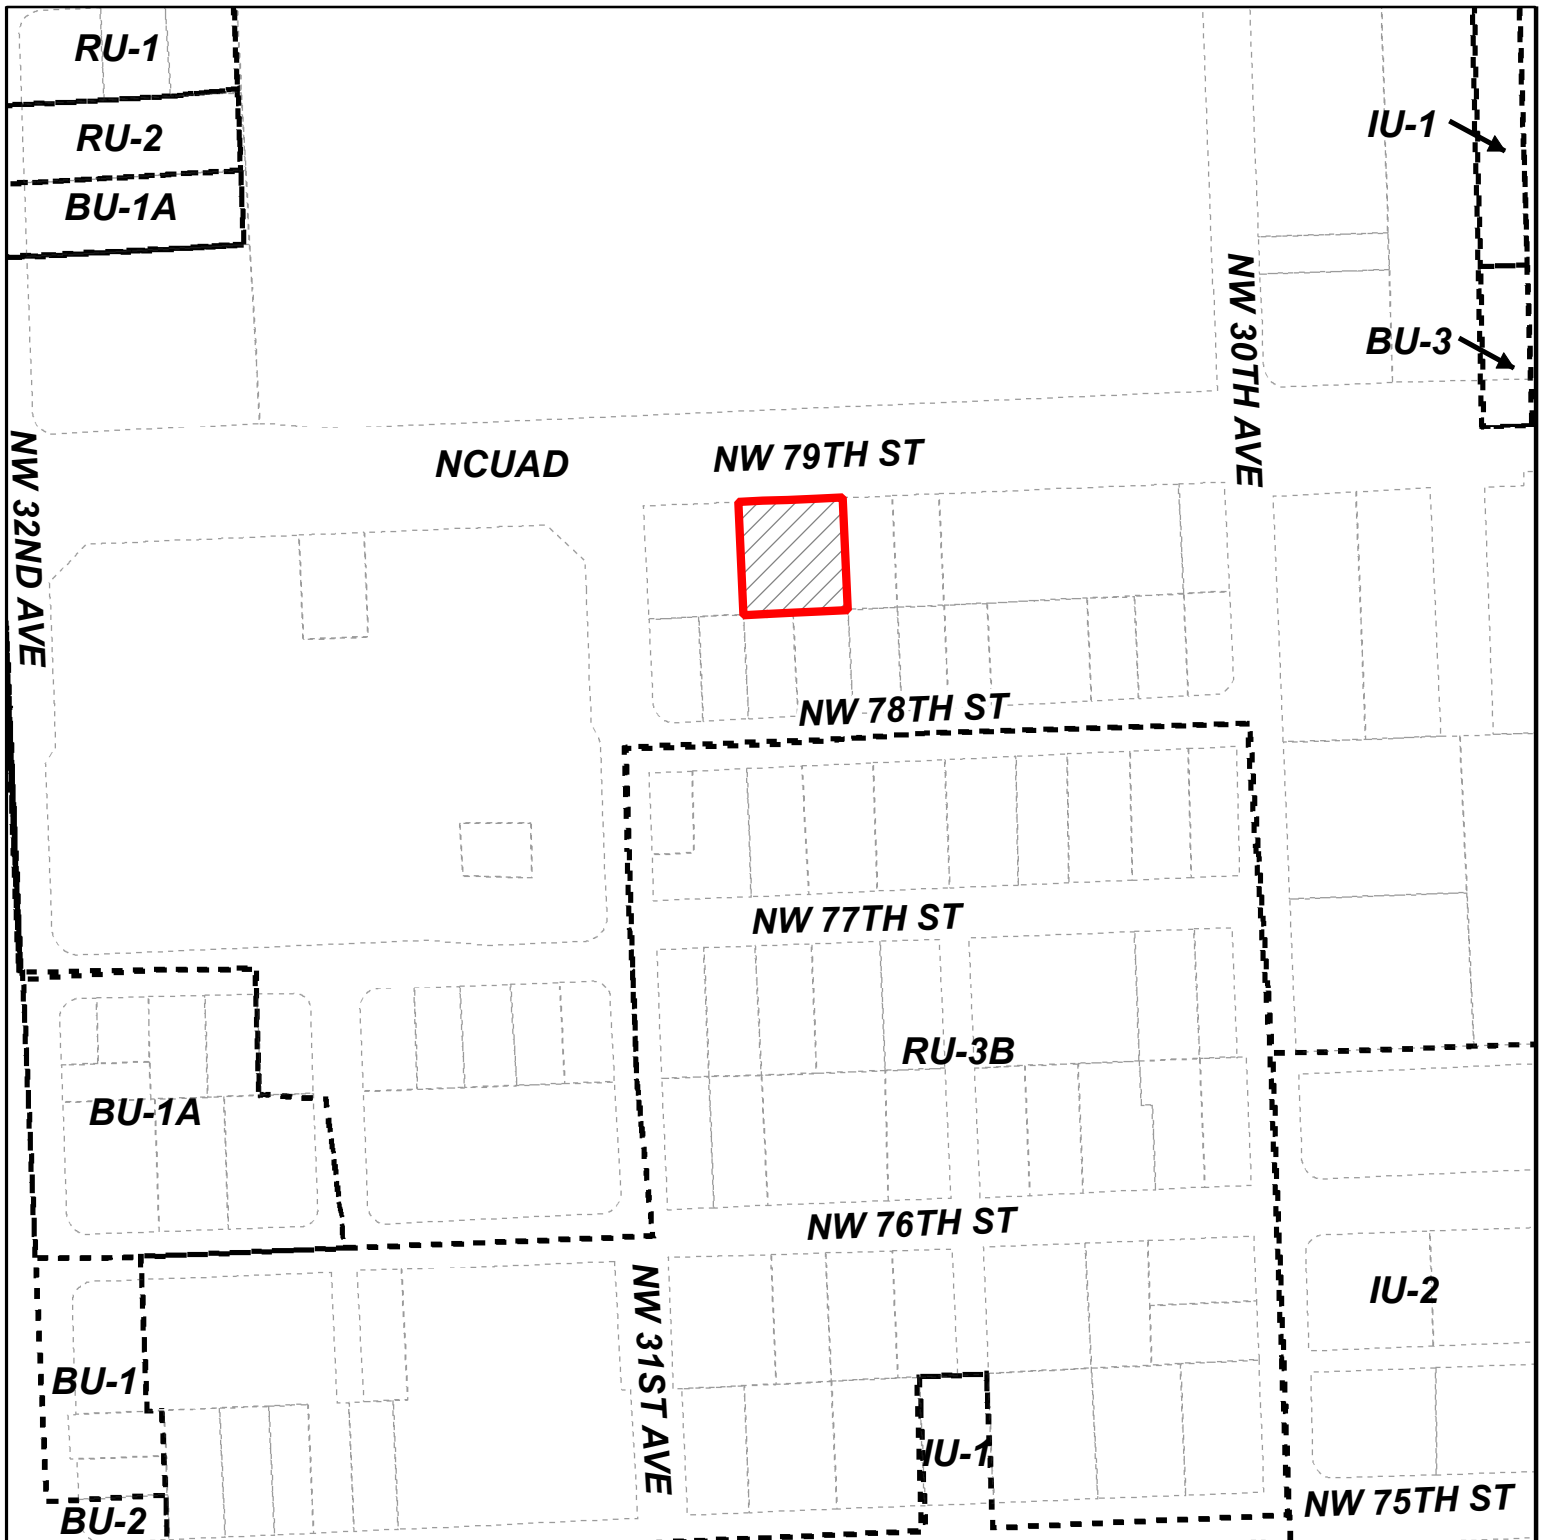 RU-1
IU-1
RU-2
BU-1A
BU-3
NW 30TH AVE
NW 79TH ST
NCUAD
NW 32ND AVE
NW 78TH ST
NW 77TH ST
RU-3B
BU-1A
NW 76TH ST
IU-2
NW 31ST AVE
BU-1
IU-1
NW 75TH ST
BU-2